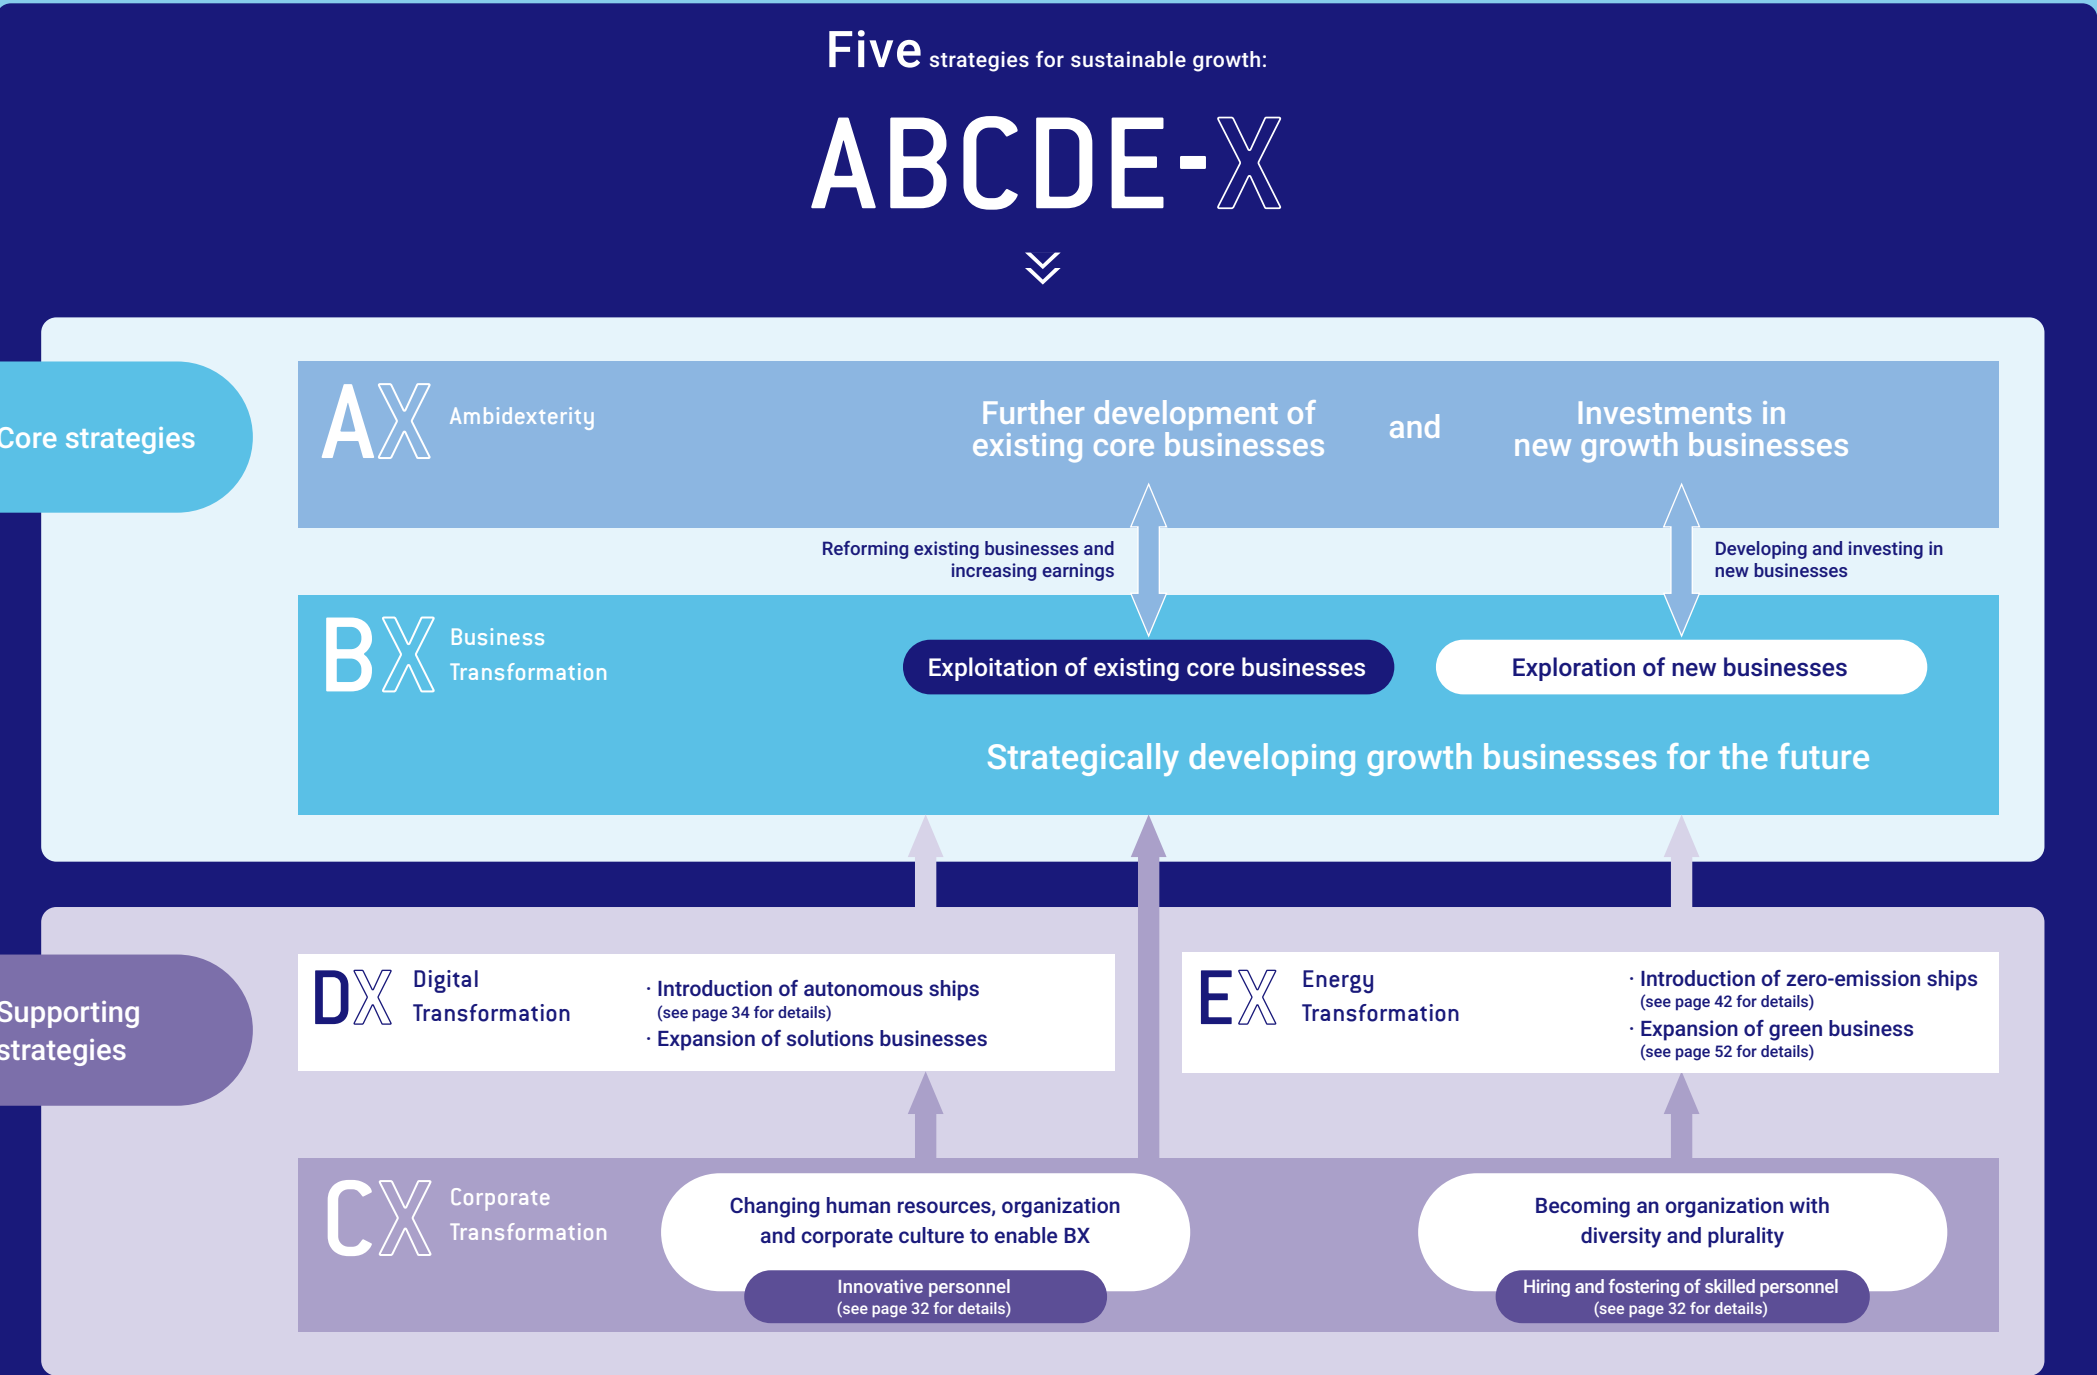 Five strategies for sustainable growth:
ABCDE-X
Core strategies
AX
Ambidexterity
Further development of
existing core businesses
and
Investments in
new growth businesses
Reforming existing businesses and
increasing earnings
Developing and investing in
new businesses
BX
Business
Transformation
Exploitation of existing core businesses
Exploration of new businesses
Strategically developing growth businesses for the future
Supporting
strategies
DX
Digital
Transformation
· Introduction of autonomous ships
(see page 34 for details)
· Expansion of solutions businesses
EX
Energy
Transformation
· Introduction of zero-emission ships
(see page 42 for details)
· Expansion of green business
(see page 52 for details)
CX
Corporate
Transformation
Changing human resources, organization
and corporate culture to enable BX
Innovative personnel
(see page 32 for details)
Becoming an organization with
diversity and plurality
Hiring and fostering of skilled personnel
(see page 32 for details)